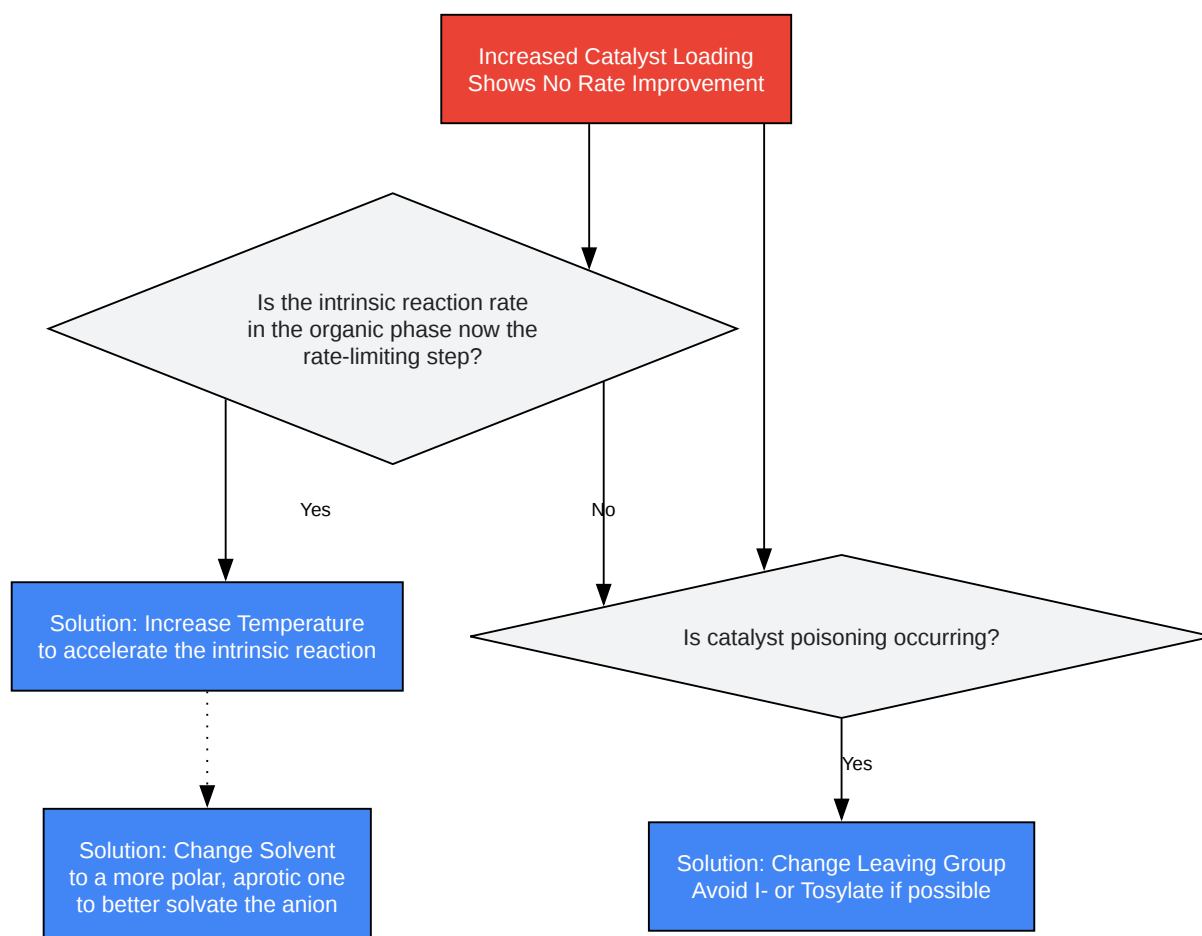 Increased Catalyst Loading
Shows No Rate Improvement
Is the intrinsic reaction rate
in the organic phase now the
rate-limiting step?
Yes
No
Solution: Increase Temperature
to accelerate the intrinsic reaction
Is catalyst poisoning occurring?
Yes
Solution: Change Solvent
to a more polar, aprotic one
to better solvate the anion
Solution: Change Leaving Group
Avoid I- or Tosylate if possible